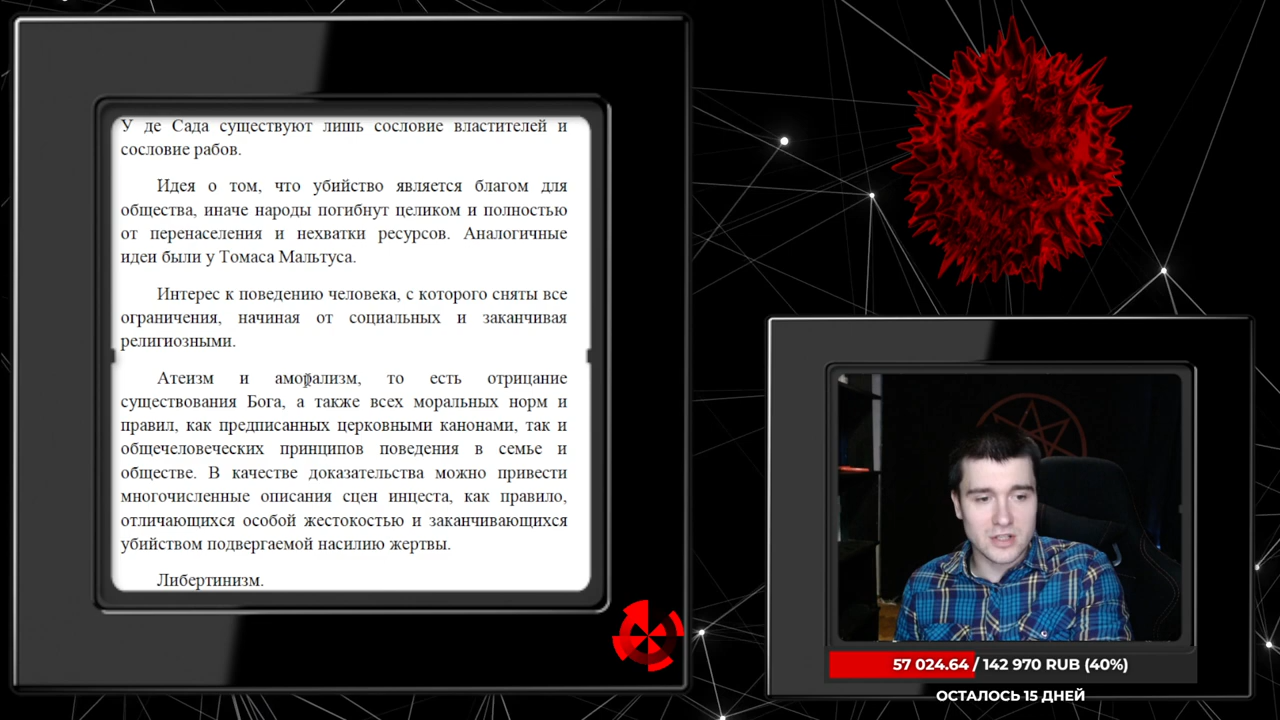 У де Сада существуют лишь сословие властителей и
сословие рабов.
Идея о том, что убийство является благом для
общества, иначе народы погибнут целиком и полностью
от перенаселения и нехватки ресурсов. Аналогичные
идеи были у Томаса Мальтуса.
Интерес к поведению человека, с которого сняты все
ограничения, начиная от социальных и заканчивая
религиозными.
Атеизм и аморализм, то есть отрицание
существования Бога, а также всех моральных норм и
правил, как предписанных церковными канонами, так и
общечеловеческих принципов поведения в семье и
обществе. В качестве доказательства можно привести
многочисленные описания сцен инцеста, как правило,
отличающихся особой жестокостью и заканчивающихся
убийством подвергаемой насилию жертвы.
Либертинизм.
57 024.64 / 142 970 RUB (40%)
ОСТАЛОСЬ 15 ДНЕЙ